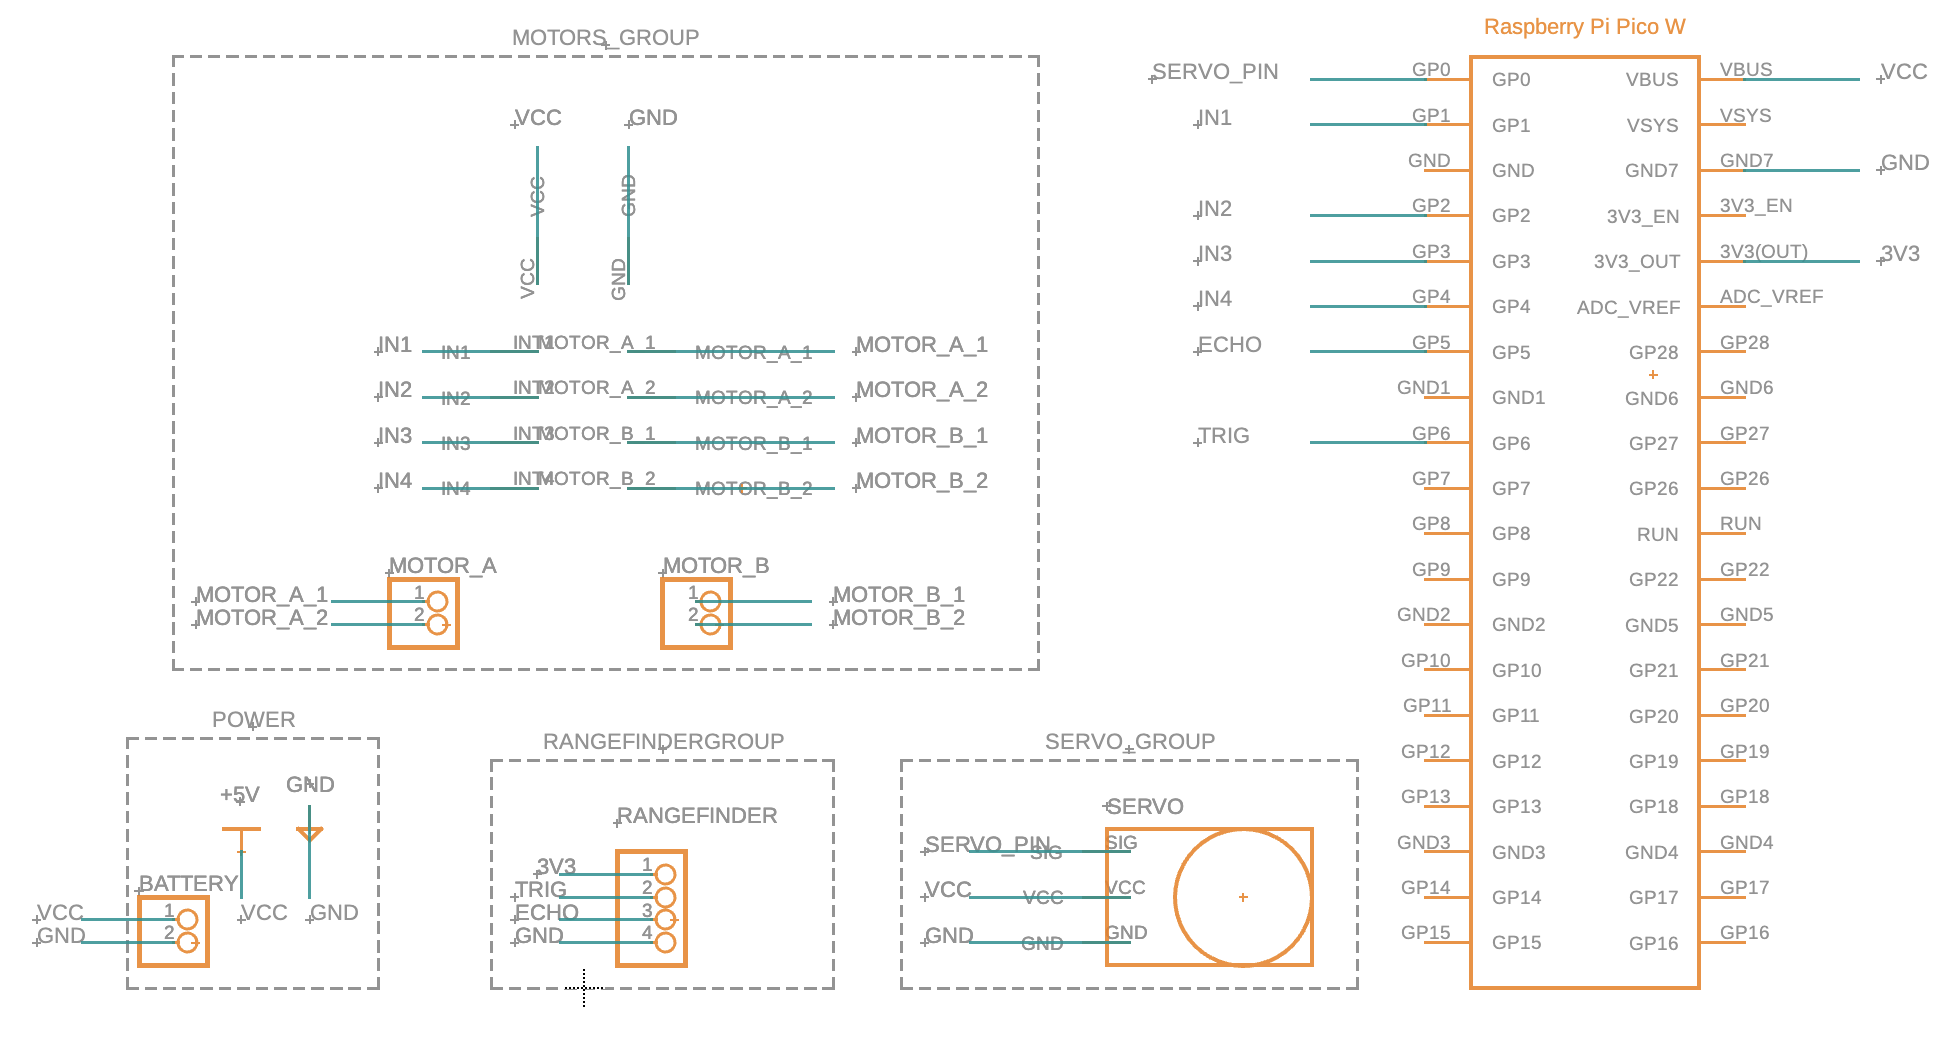 MOTORS_GROUP
VCC GND
VCC GND
VCC GND
IN1 IN1 INT1 MOTOR_A_1 MOTOR_A_1 MOTOR_A_1
IN2 IN2 INT2 MOTOR_A_2 MOTOR_A_2 MOTOR_A_2
IN3 IN3 INT3 MOTOR_B_1 MOTOR_B_1 MOTOR_B_1
IN4 IN4 INT4 MOTOR_B_2 MOTOR_B_2 MOTOR_B_2
MOTOR_A MOTOR_B
MOTOR_A_1 1 1 MOTOR_B_1
MOTOR_A_2 2 2 MOTOR_B_2
Raspberry Pi Pico W
SERVO_PIN GP0 GP0 VBUS VBUS VCC
IN1 GP1 GP1 VSYS VSYS
GND GND GND7 GND7 GND
IN2 GP2 GP2 3V3_EN 3V3_EN
IN3 GP3 GP3 3V3_OUT 3V3(OUT) 3V3
IN4 GP4 GP4 ADC_VREF ADC_VREF
ECHO GP5 GP5 GP28 GP28
GND1 GND1 GND6 GND6
TRIG GP6 GP6 GP27 GP27
GP7 GP7 GP26 GP26
GP8 GP8 RUN RUN
GP9 GP9 GP22 GP22
GND2 GND2 GND5 GND5
GP10 GP10 GP21 GP21
GP11 GP11 GP20 GP20
GP12 GP12 GP19 GP19
GP13 GP13 GP18 GP18
GND3 GND3 GND4 GND4
GP14 GP14 GP17 GP17
GP15 GP15 GP16 GP16
POWER
+5V GND
BATTERY
VCC 1 VCC GND
GND 2
RANGEFINDERGROUP
RANGEFINDER
3V3 1
TRIG 2
ECHO 3
GND 4
SERVO_GROUP
SERVO
SERVO_PIN SIG SIG
VCC VCC VCC
GND GND GND